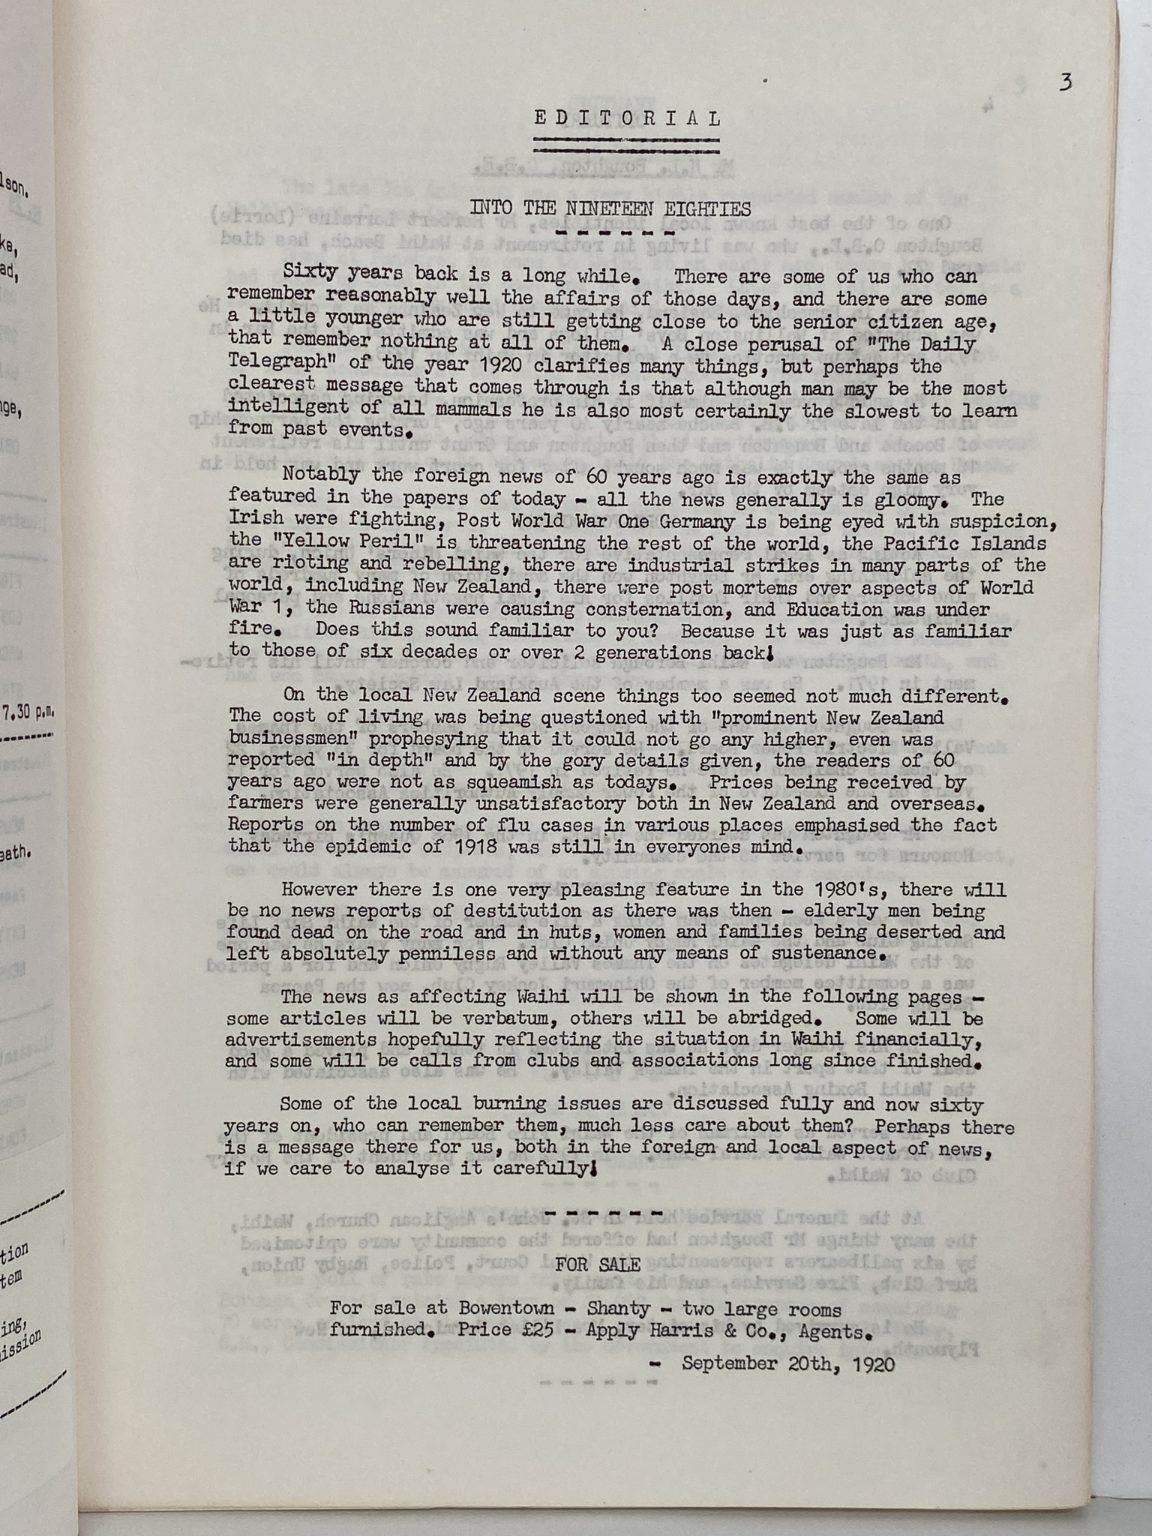 3
EDITORIAL
INTO THE NINETEEN EIGHTIES
Sixty years back is a long while. There are some of us who can
remember reasonably well the affairs of those days, and there are some
a little younger who are still getting close to the senior citizen age,
that remember nothing at all of them. A close perusal of "The Daily
Telegraph" of the year 1920 clarifies many things, but perhaps the
clearest message that comes through is that although man may be the most
intelligent of all mammals he is also most certainly the slowest to learn
from past events.
Notably the foreign news of 60 years ago is exactly the same as
featured in the papers of today - all the news generally is gloomy. The
Irish were fighting, Post World War One Germany is being eyed with suspicion,
the "Yellow Peril" is threatening the rest of the world, the Pacific Islands
are rioting and rebelling, there are industrial strikes in many parts of the
world, including New Zealand, there were post mortems over aspects of World
War 1, the Russians were causing consternation, and Education was under
fire. Does this sound familiar to you? Because it was just as familiar
to those of six decades or over 2 generations back!
On the local New Zealand scene things too seemed not much different.
The cost of living was being questioned with "prominent New Zealand
businessmen" prophesying that it could not go any higher, even was
reported "in depth" and by the gory details given, the readers of 60
years ago were not as squeamish as todays. Prices being received by
farmers were generally unsatisfactory both in New Zealand and overseas.
Reports on the number of flu cases in various places emphasised the fact
that the epidemic of 1918 was still in everyones mind.
However there is one very pleasing feature in the 1980's, there will
be no news reports of destitution as there was then - elderly men being
found dead on the road and in huts, women and families being deserted and
left absolutely penniless and without any means of sustenance.
The news as affecting Waihi will be shown in the following pages -
some articles will be verbatum, others will be abridged. Some will be
advertisements hopefully reflecting the situation in Waihi financially,
and some will be calls from clubs and associations long since finished.
Some of the local burning issues are discussed fully and now sixty
years on, who can remember them, much less care about them? Perhaps there
is a message there for us, both in the foreign and local aspect of news,
if we care to analyse it carefully!
- - - - - -
FOR SALE
For sale at Bowentown - Shanty - two large rooms
furnished. Price £25 - Apply Harris & Co., Agents.
- September 20th, 1920
7.30 p.m.